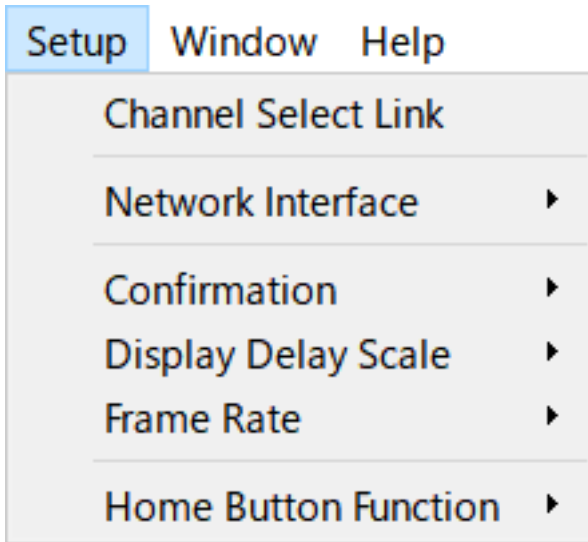 Setup Window Help
Channel Select Link
Network Interface
Confirmation
Display Delay Scale
Frame Rate
Home Button Function